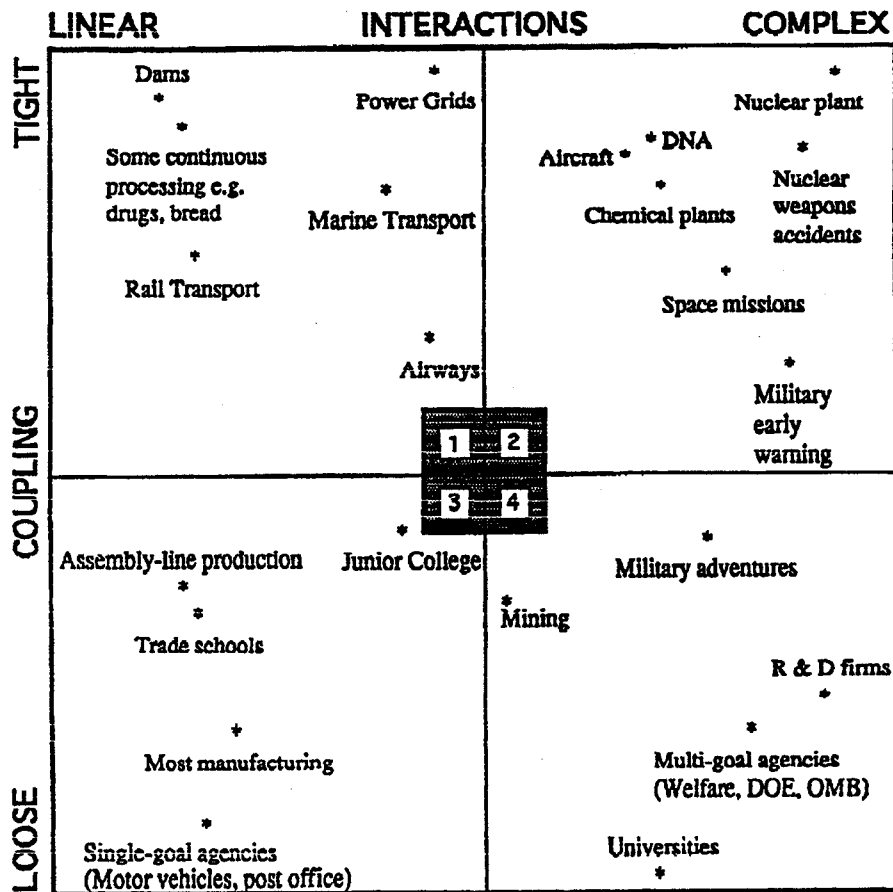 LINEAR INTERACTIONS COMPLEX
TIGHT
COUPLING
LOOSE
Dams
Some continuous
processing e.g.
drugs, bread
Rail Transport
Power Grids
Marine Transport
Airways
Nuclear plant
DNA
Aircraft
Chemical plants
Nuclear
weapons
accidents
Space missions
Military
early
warning
1 2
3 4
Assembly-line production
Trade schools
Junior College
Most manufacturing
Single-goal agencies
(Motor vehicles, post office)
Mining
Military adventures
R & D firms
Multi-goal agencies
(Welfare, DOE, OMB)
Universities